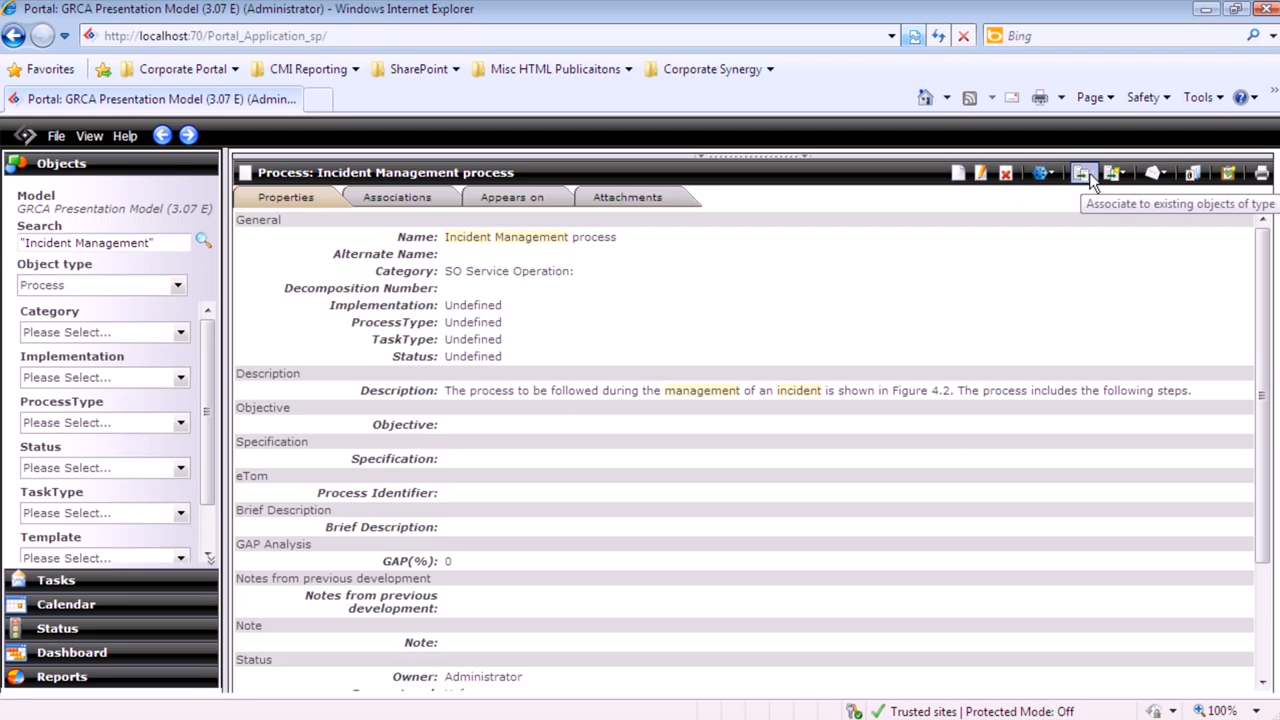 Portal: GRCA Presentation Model (3.07 E) (Administrator) - Windows Internet Explorer
http://localhost:70/Portal_Application_sp/
Bing
Favorites Corporate Portal CMI Reporting SharePoint Misc HTML Publicaitons Corporate Synergy
Portal: GRCA Presentation Model (3.07 E) (Admin...
Page Safety Tools
File View Help
Objects
Model
GRCA Presentation Model (3.07 E)
Search
"Incident Management"
Object type
Process
Category
Please Select...
Implementation
Please Select...
ProcessType
Please Select...
Status
Please Select...
TaskType
Please Select...
Template
Please Select...
Tasks
Calendar
Status
Dashboard
Reports
Process: Incident Management process
Associate to existing objects of type
Properties Associations Appears on Attachments
General
Name: Incident Management process
Alternate Name:
Category: SO Service Operation:
Decomposition Number:
Implementation: Undefined
ProcessType: Undefined
TaskType: Undefined
Status: Undefined
Description
Description: The process to be followed during the management of an incident is shown in Figure 4.2. The process includes the following steps.
Objective
Objective:
Specification
Specification:
eTom
Process Identifier:
Brief Description
Brief Description:
GAP Analysis
GAP(%): 0
Notes from previous development
Notes from previous
development:
Note
Note:
Status
Owner: Administrator
Trusted sites | Protected Mode: Off
100%